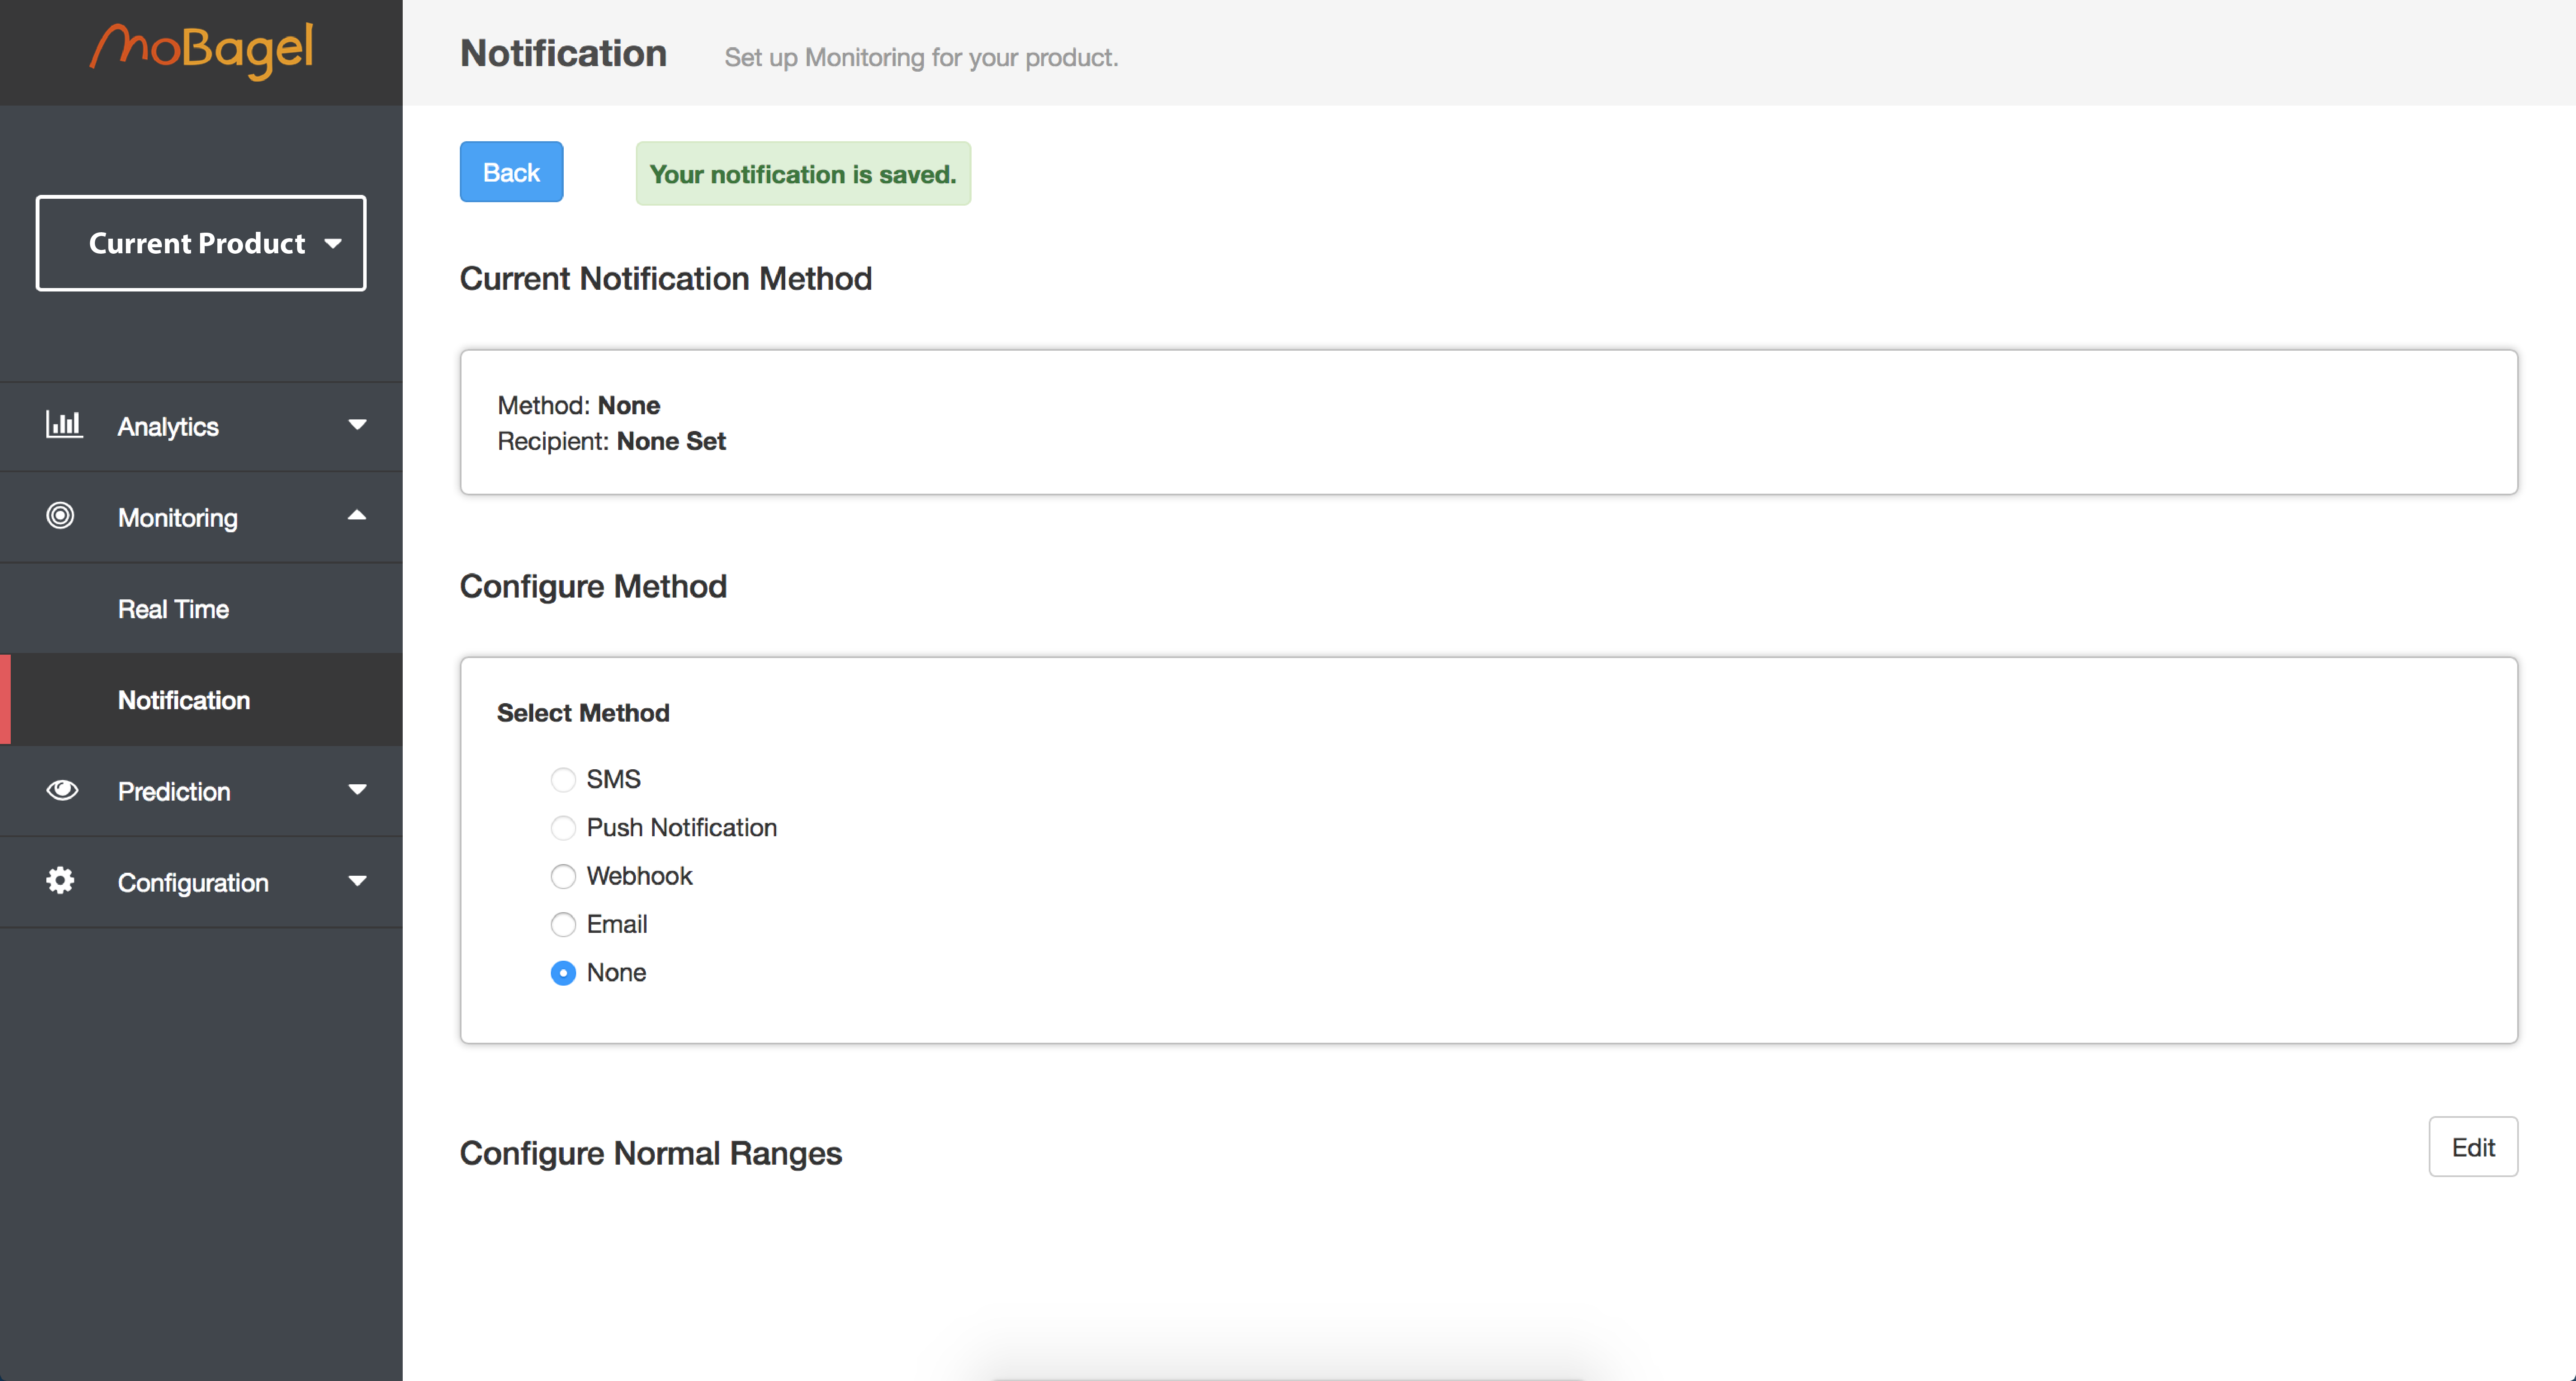 MoBagel
Notification
Set up Monitoring for your product.
Back
Your notification is saved.
Current Product
Current Notification Method
Method: None
Recipient: None Set
Analytics
Monitoring
Real Time
Notification
Prediction
Configuration
Configure Method
Select Method
SMS
Push Notification
Webhook
Email
None
Configure Normal Ranges
Edit